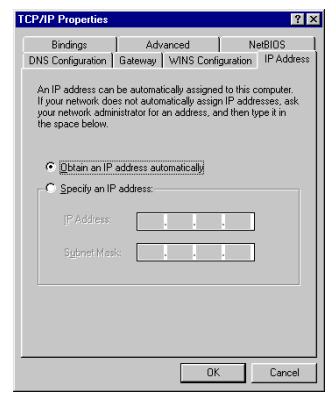 TCP/IP Properties
Bindings Advanced NetBIOS
DNS Configuration Gateway WINS Configuration IP Address
An IP address can be automatically assigned to this computer.
If your network does not automatically assign IP addresses, ask
your network administrator for an address, and then type it in
the space below.
Obtain an IP address automatically
Specify an IP address:
IP Address:
Subnet Mask:
OK Cancel